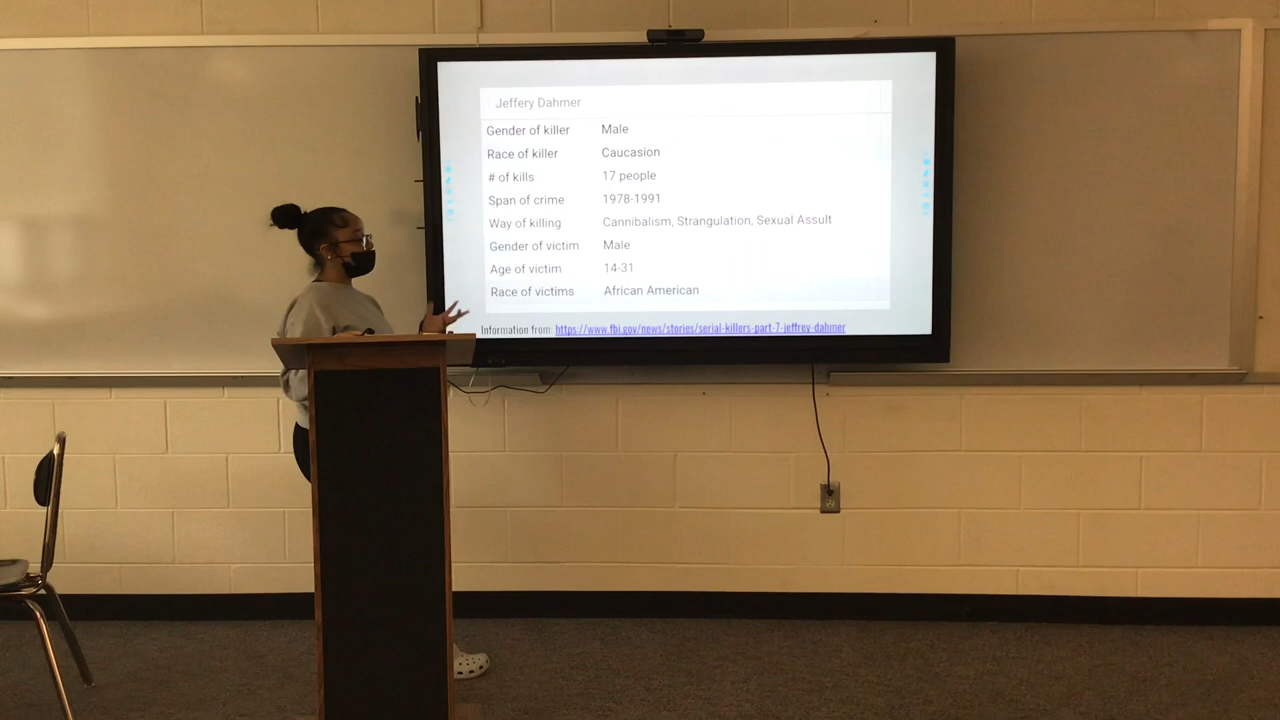 Jeffery Dahmer
Gender of killer Male
Race of killer Caucasion
# of kills 17 people
Span of crime 1978-1991
Way of killing Cannibalism, Strangulation, Sexual Assult
Gender of victim Male
Age of victim 14-31
Race of victims African American
Information from: https://www.fbi.gov/news/stories/serial-killers-part-7-jeffrey-dahmer